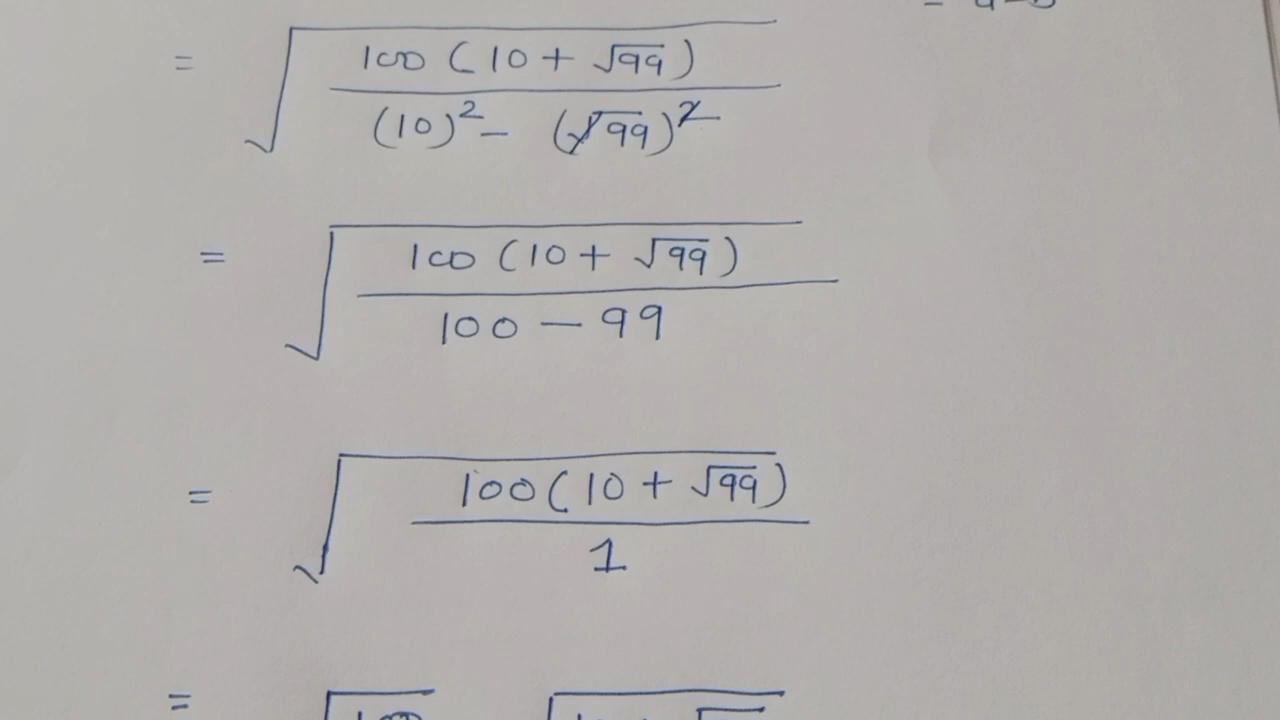 = √(100 (10 + √99) / (10)² − (√99)²)
= √(100 (10 + √99) / 100 − 99)
= √(100 (10 + √99) / 1)
=